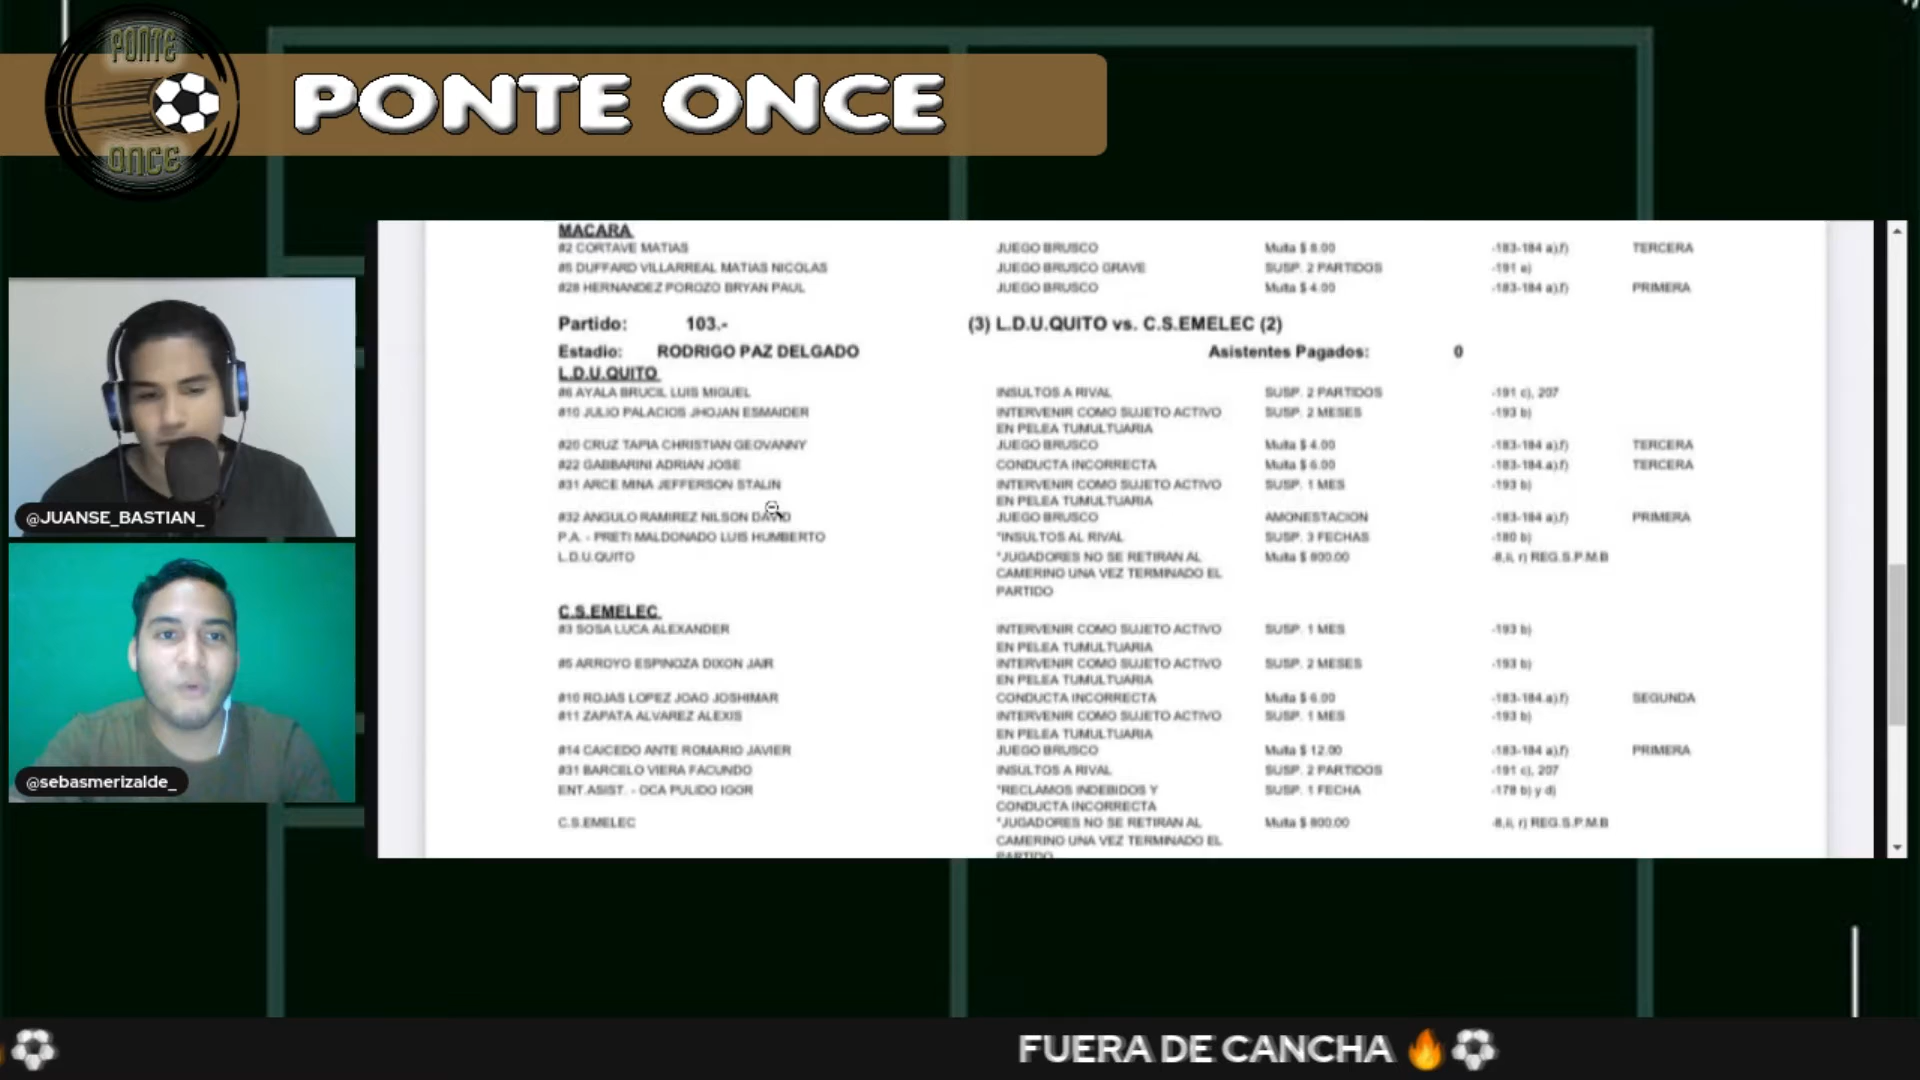 PONTE
ONCE
PONTE ONCE
MACARA
#2 CORTAVE MATIAS JUEGO BRUSCO Multa $ 8.00 -183-184 a).f) TERCERA
#5 DUFFARD VILLARREAL MATIAS NICOLAS JUEGO BRUSCO GRAVE SUSP. 2 PARTIDOS -191 a)
#28 HERNANDEZ POROZO BRYAN PAUL JUEGO BRUSCO Multa $ 4.00 -183-184 a).f) PRIMERA
Partido: 103.- (3) L.D.U.QUITO vs. C.S.EMELEC (2)
Estadio: RODRIGO PAZ DELGADO Asistentes Pagados: 0
L.D.U.QUITO
#6 AYALA BRUCIL LUIS MIGUEL INSULTOS A RIVAL SUSP. 2 PARTIDOS -191 c), 207
#10 JULIO PALACIOS JHOJAN ESMAIDER INTERVENIR COMO SUJETO ACTIVO SUSP. 2 MESES -193 b)
EN PELEA TUMULTUARIA
#20 CRUZ TAPIA CHRISTIAN GEOVANNY JUEGO BRUSCO Multa $ 4.00 -183-184 a).f) TERCERA
#22 GABBARINI ADRIAN JOSE CONDUCTA INCORRECTA Multa $ 6.00 -183-184 a).f) TERCERA
#31 ARCE MINA JEFFERSON STALIN INTERVENIR COMO SUJETO ACTIVO SUSP. 1 MES -193 b)
EN PELEA TUMULTUARIA
#32 ANGULO RAMIREZ NILSON DAVID JUEGO BRUSCO AMONESTACION -183-184 a).f) PRIMERA
P.A. - PRETI MALDONADO LUIS HUMBERTO *INSULTOS AL RIVAL SUSP. 3 FECHAS -180 b)
L.D.U.QUITO *JUGADORES NO SE RETIRAN AL Multa $ 800.00 -8,ii, r) REG.S.P.M.B
CAMERINO UNA VEZ TERMINADO EL
PARTIDO
C.S.EMELEC
#3 SOSA LUCA ALEXANDER INTERVENIR COMO SUJETO ACTIVO SUSP. 1 MES -193 b)
EN PELEA TUMULTUARIA
#5 ARROYO ESPINOZA DIXON JAIR INTERVENIR COMO SUJETO ACTIVO SUSP. 2 MESES -193 b)
EN PELEA TUMULTUARIA
#10 ROJAS LOPEZ JOAO JOSHIMAR CONDUCTA INCORRECTA Multa $ 6.00 -183-184.a).f) SEGUNDA
#11 ZAPATA ALVAREZ ALEXIS INTERVENIR COMO SUJETO ACTIVO SUSP. 1 MES -193 b)
EN PELEA TUMULTUARIA
#14 CAICEDO ANTE ROMARIO JAVIER JUEGO BRUSCO Multa $ 12.00 -183-184 a).f) PRIMERA
#31 BARCELO VIERA FACUNDO INSULTOS A RIVAL SUSP. 2 PARTIDOS -191 c), 207
ENT.ASIST. - OCA PULIDO IGOR *RECLAMOS INDEBIDOS Y SUSP. 1 FECHA -178 b) y d)
CONDUCTA INCORRECTA
C.S.EMELEC *JUGADORES NO SE RETIRAN AL Multa $ 800.00 -8,ii, r) REG.S.P.M.B
CAMERINO UNA VEZ TERMINADO EL
PARTIDO
@JUANSE_BASTIAN_
@sebasmerizalde_
FUERA DE CANCHA